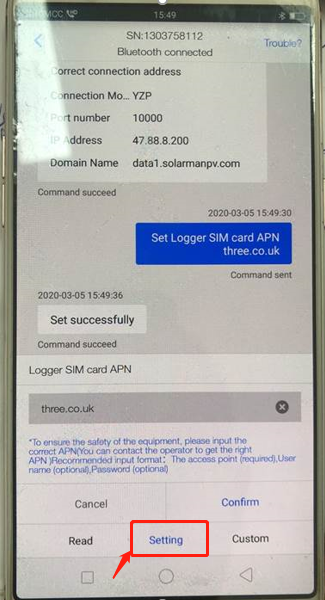 CMCC
15:49
SN:1303758112
Bluetooth connected
Trouble?
Correct connection address
Connection Mo... YZP
Port number 10000
IP Address 47.88.8.200
Domain Name data1.solarmanpv.com
Command succeed
2020-03-05 15:49:30
Set Logger SIM card APN
three.co.uk
Command sent
2020-03-05 15:49:36
Set successfully
Command succeed
Logger SIM card APN
three.co.uk
*To ensure the safety of the equipment, please input the
correct APN(You can contact the operator to get the right
APN )Recommended input format: The access point (required),User
name (optional),Password (optional)
Cancel
Confirm
Read
Setting
Custom